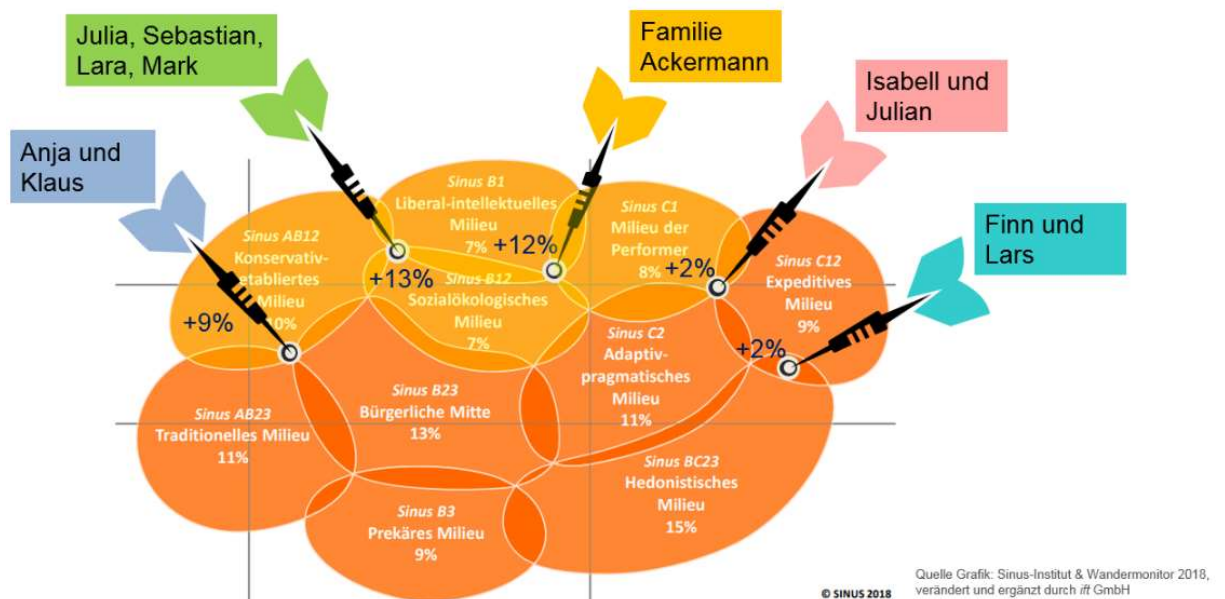 Julia, Sebastian,
Lara, Mark
Familie
Ackermann
Isabell und
Julian
Anja und
Klaus
Finn und
Lars
Sinus B1
Liberal-intellektuelles
Milieu
7%
+12%
Sinus C1
Milieu der
Performer
8%
+2%
Sinus AB12
Konservativ-
etabliertes
Milieu
10%
+9%
+13%
Sinus B12
Sozialökologisches
Milieu
7%
Sinus C12
Expeditives
Milieu
9%
+2%
Sinus C2
Adaptiv-
pragmatisches
Milieu
11%
Sinus B23
Bürgerliche Mitte
13%
Sinus AB23
Traditionelles Milieu
11%
Sinus BC23
Hedonistisches
Milieu
15%
Sinus B3
Prekäres Milieu
9%
© SINUS 2018
Quelle Grafik: Sinus-Institut & Wandermonitor 2018,
verändert und ergänzt durch ift GmbH